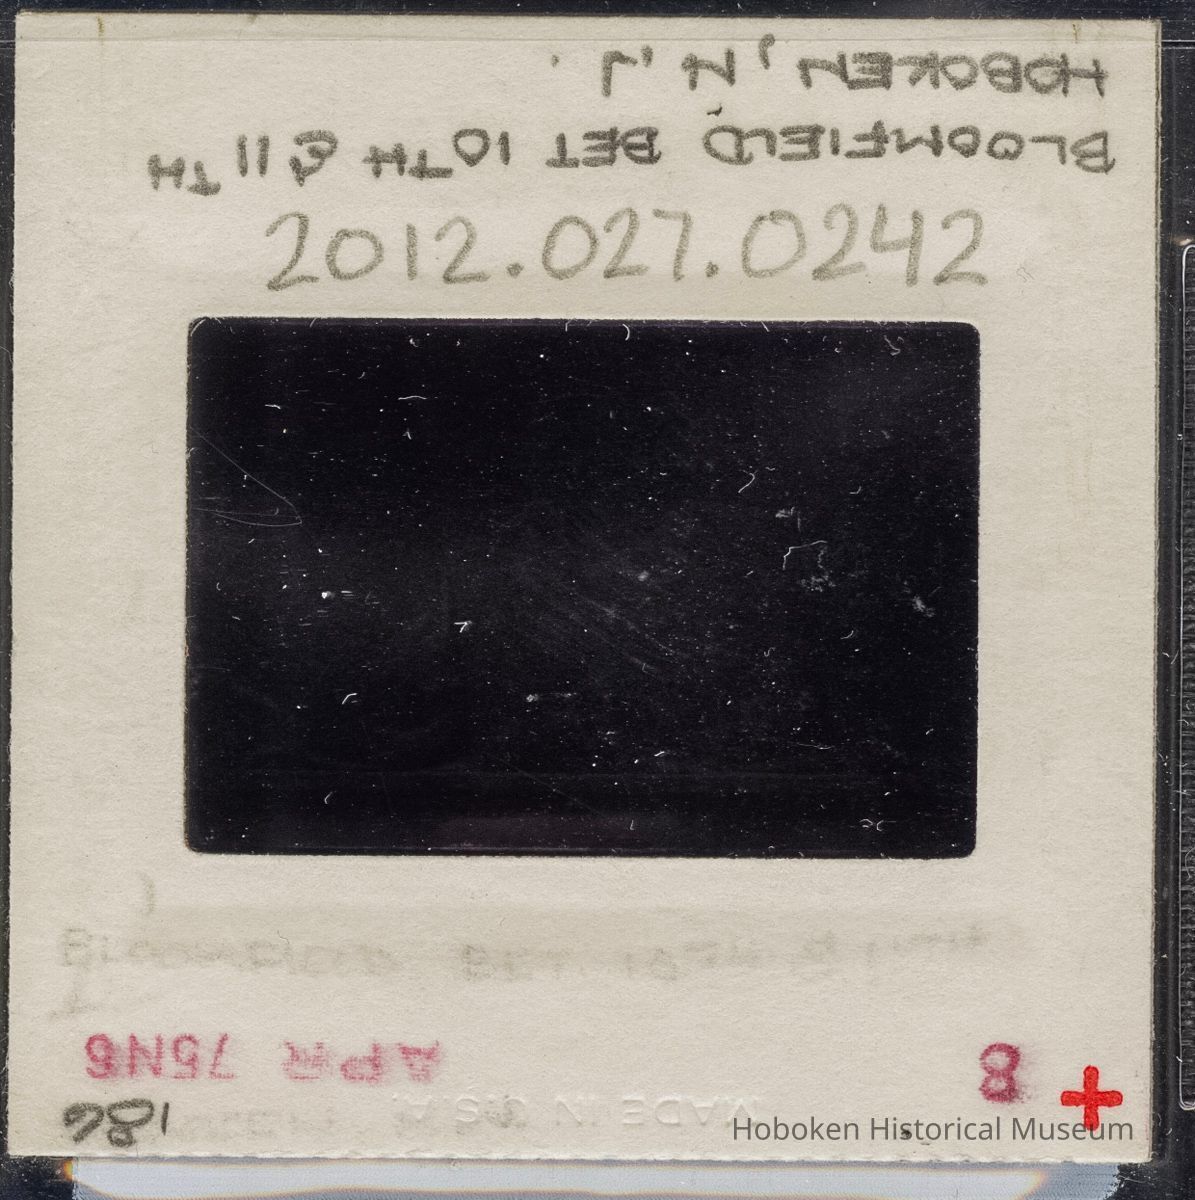 HOBOKEN, N.J.
BLOOMFIELD BET 10TH & 11TH
2012.027.0242
APR 75N6
8
186
MADE IN U.S.A.
Hoboken Historical Museum